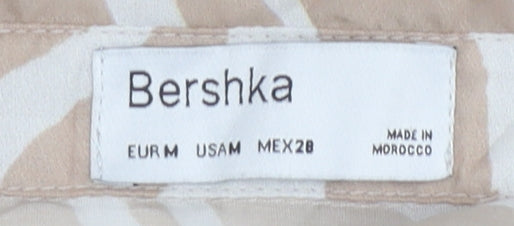 Bershka
EUR M USA M MEX 28
MADE IN
MOROCCO